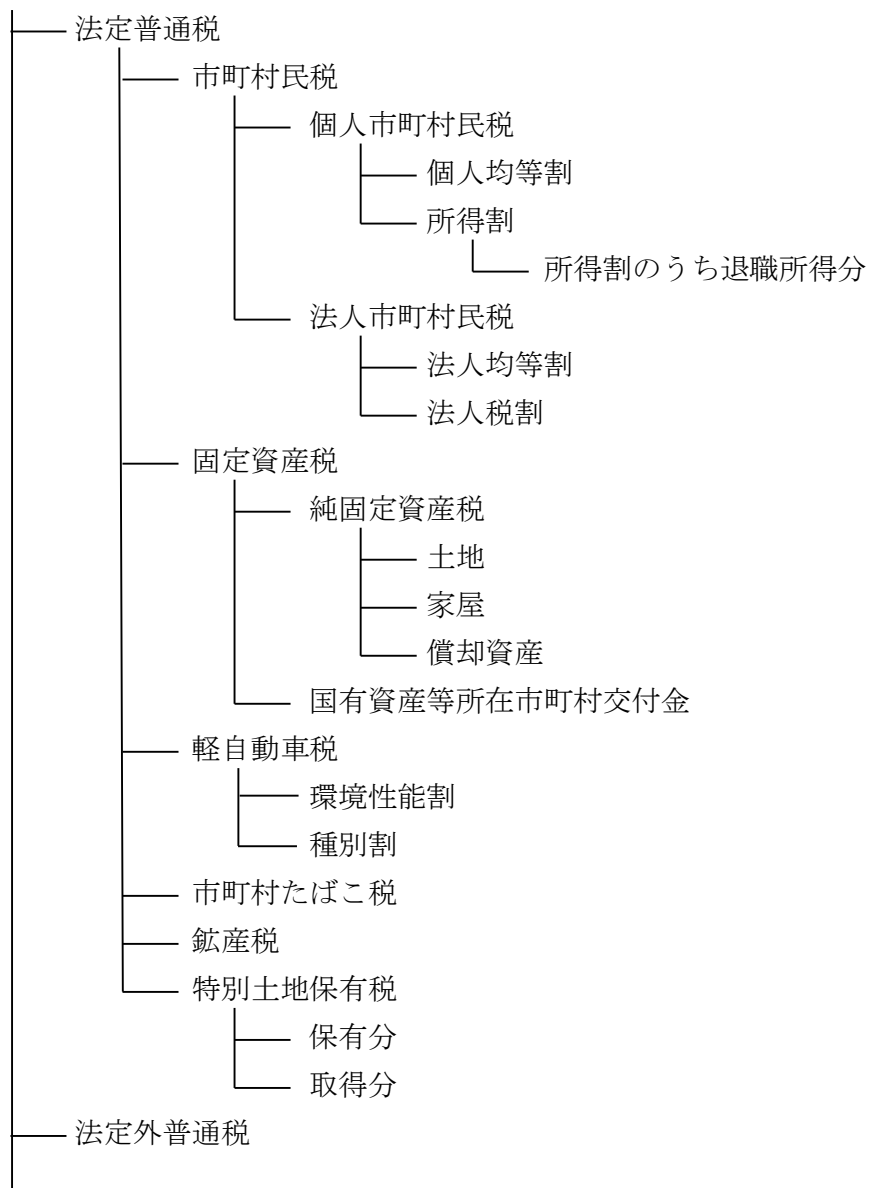 法定普通税
市町村民税
個人市町村民税
個人均等割
所得割
所得割のうち退職所得分
法人市町村民税
法人均等割
法人税割
固定資産税
純固定資産税
土地
家屋
償却資産
国有資産等所在市町村交付金
軽自動車税
環境性能割
種別割
市町村たばこ税
鉱産税
特別土地保有税
保有分
取得分
法定外普通税